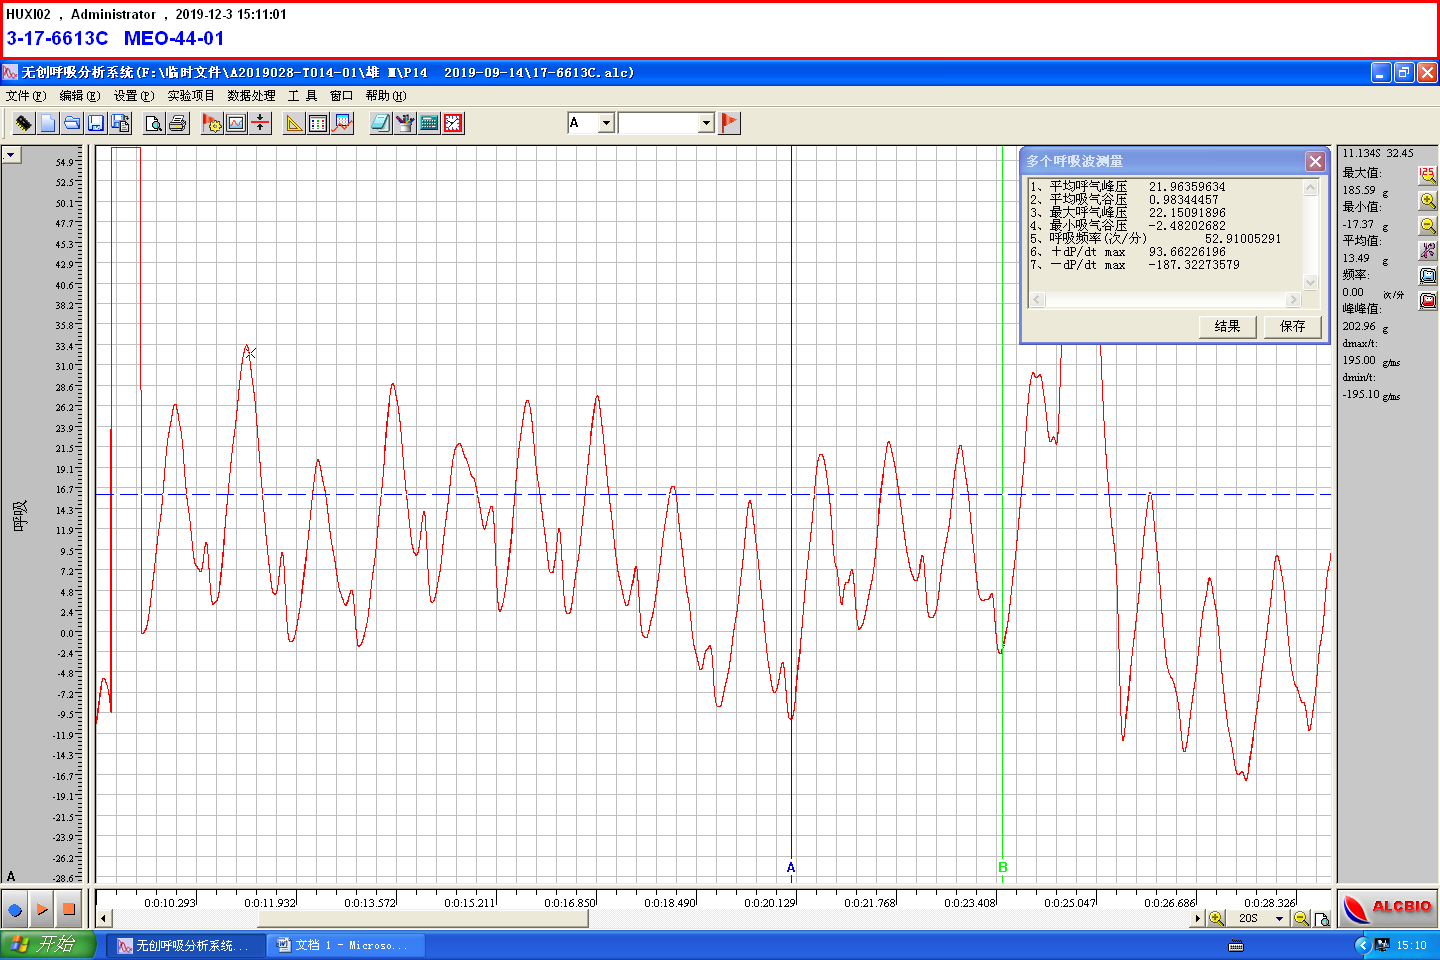 HUXI02 , Administrator , 2019-12-3 15:11:01
3-17-6613C MEO-44-01
无创呼吸分析系统(F:\临时文件\A2019028-T014-01\雄 M\P14 2019-09-14\17-6613C.alc)
文件(F) 编辑(E) 设置(P) 实验项目 数据处理 工具 窗口 帮助(H)
A
54.9
52.5
50.1
47.7
45.3
42.9
40.6
38.2
35.8
33.4
31.0
28.6
26.2
23.9
21.5
19.1
16.7
14.3
11.9
9.5
7.2
4.8
2.4
0.0
-2.4
-4.8
-7.2
-9.5
-11.9
-14.3
-16.7
-19.1
-21.5
-23.9
-26.2
-28.6
呼吸
A
A
B
多个呼吸波测量
1、平均呼气峰压 21.96359634
2、平均吸气谷压 0.98344457
3、最大呼气峰压 22.15091896
4、最小吸气谷压 -2.48202682
5、呼吸频率(次/分) 52.91005291
6、＋dP/dt max 93.66226196
7、－dP/dt max -187.32273579
结果 保存
11.134S 32.45
最大值:
185.59 g
最小值:
-17.37 g
平均值:
13.49 g
频率:
0.00 次/分
峰峰值:
202.96 g
dmax/t:
195.00 g/ms
dmin/t:
-195.10 g/ms
125
0:0:10.293 0:0:11.932 0:0:13.572 0:0:15.211 0:0:16.850 0:0:18.490 0:0:20.129 0:0:21.768 0:0:23.408 0:0:25.047 0:0:26.686 0:0:28.326
20S
ALCBIO
开始 无创呼吸分析系统... 文档 1 - Microso... 15:10